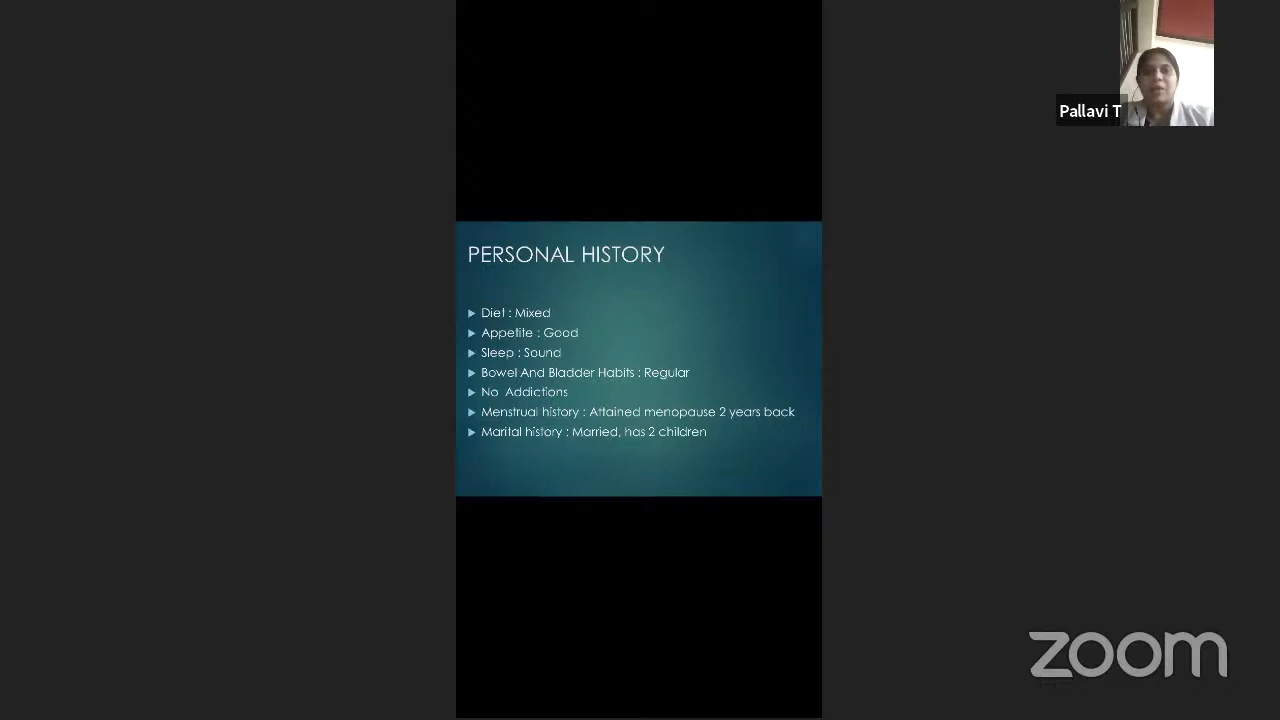 Pallavi T
PERSONAL HISTORY
Diet : Mixed
Appetite : Good
Sleep : Sound
Bowel And Bladder Habits : Regular
No Addictions
Menstrual history : Attained menopause 2 years back
Marital history : Married, has 2 children
zoom